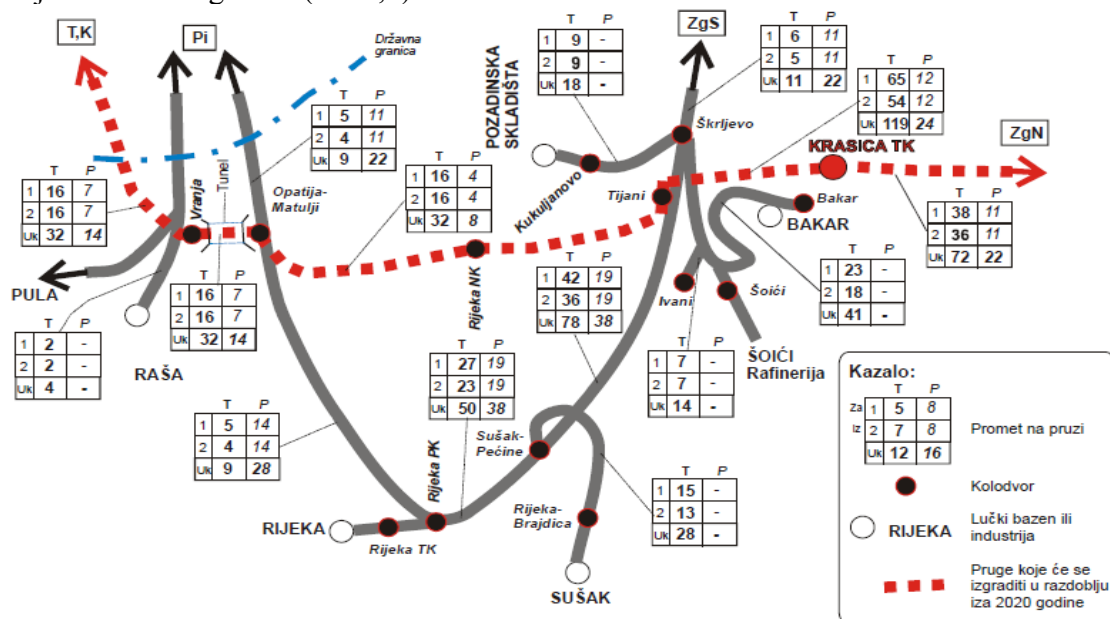 T,K
Pi
Državna
granica
ZgS
POZADINSKA
SKLADIŠTA
T P
1 9 -
2 9 -
Uk 18 -
T P
1 6 11
2 5 11
Uk 11 22
T P
1 65 12
2 54 12
Uk 119 24
T P
1 5 11
2 4 11
Uk 9 22
Škrljevo
KRASICA TK
ZgN
T P
1 16 7
2 16 7
Uk 32 14
Vranja
Tunel
Opatija-
Matulji
T P
1 16 4
2 16 4
Uk 32 8
Kukuljanovo
Tijani
Bakar
BAKAR
T P
1 38 11
2 36 11
Uk 72 22
Rijeka NK
PULA
T P
1 16 7
2 16 7
Uk 32 14
T P
1 42 19
2 36 19
Uk 78 38
Ivani
Šoići
T P
1 23 -
2 18 -
Uk 41 -
T P
1 2 -
2 2 -
Uk 4 -
RAŠA
T P
1 27 19
2 23 19
Uk 50 38
T P
1 7 -
2 7 -
Uk 14 -
ŠOIĆI
Rafinerija
T P
1 5 14
2 4 14
Uk 9 28
Rijeka PK
Sušak-
Pećine
T P
1 15 -
2 13 -
Uk 28 -
RIJEKA
Rijeka TK
Rijeka-
Brajdica
SUŠAK
Kazalo:
T P
Za 1 5 8
Iz 2 7 8
Uk 12 16
Promet na pruzi
Kolodvor
RIJEKA
Lučki bazen ili
industrija
Pruge koje će se
izgraditi u razdoblju
iza 2020 godine